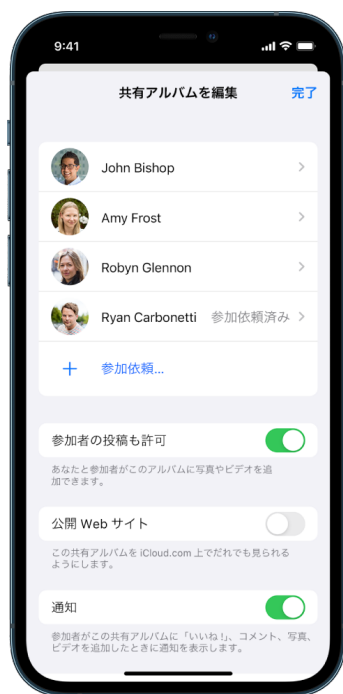 9:41
共有アルバムを編集 完了
John Bishop
Amy Frost
Robyn Glennon
Ryan Carbonetti 参加依頼済み
参加依頼...
参加者の投稿も許可
あなたと参加者がこのアルバムに写真やビデオを追
加できます。
公開 Web サイト
この共有アルバムを iCloud.com 上でだれでも見られる
ようにします。
通知
参加者がこの共有アルバムに「いいね!」、コメント、写真、
ビデオを追加したときに通知を表示します。